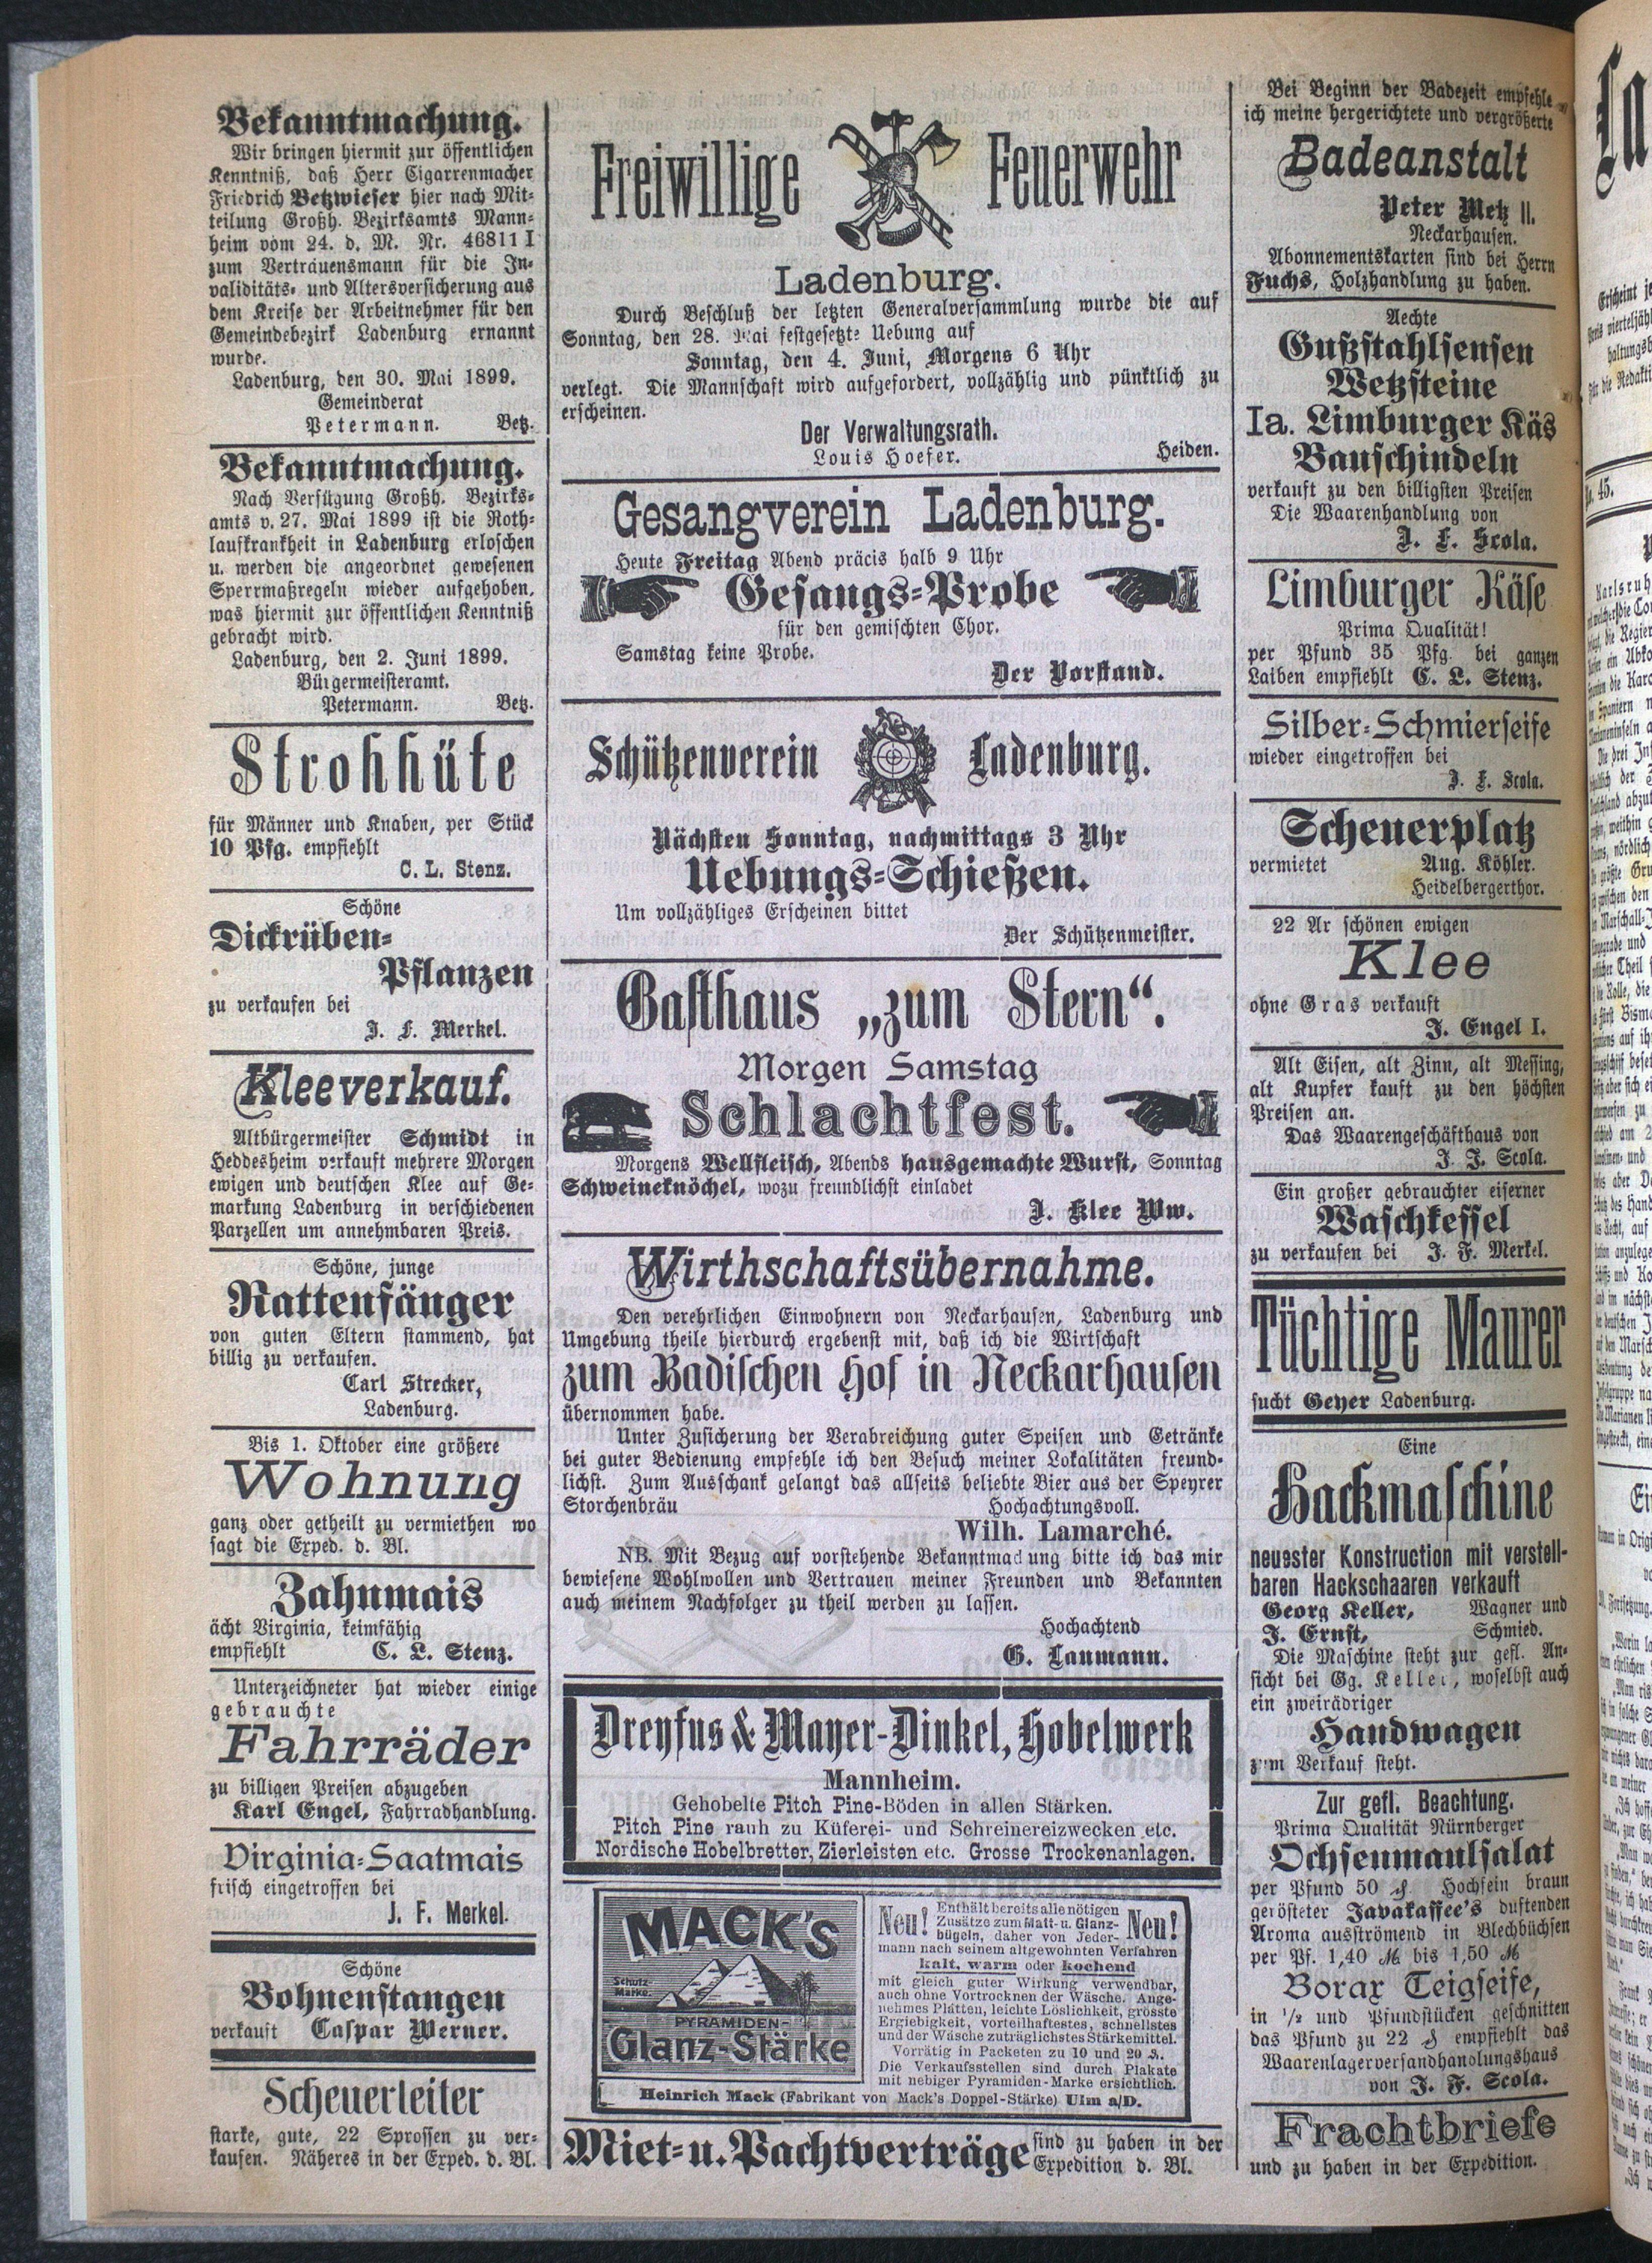 Bekanntmachung.
Wir bringen hiermit zur öffentlichen
Kenntniß, daß Herr Cigarrenmacher
Friedrich Betzwieser hier nach Mit-
teilung Großh. Bezirksamts Mann-
heim vom 24. d. M. Nr. 46811 I
zum Vertrauensmann für die In-
validitäts- und Altersversicherung aus
dem Kreise der Arbeitnehmer für den
Gemeindebezirk Ladenburg ernannt
wurde.
Ladenburg, den 30. Mai 1899.
Gemeinderat
Petermann. Betz.
Bekanntmachung.
Nach Verfügung Großh. Bezirks-
amts v. 27. Mai 1899 ist die Roth-
laufkrankheit in Ladenburg erloschen
u. werden die angeordnet gewesenen
Sperrmaßregeln wieder aufgehoben,
was hiermit zur öffentlichen Kenntniß
gebracht wird.
Ladenburg, den 2. Juni 1899.
Bürgermeisteramt.
Petermann. Betz.
Strohhüte
für Männer und Knaben, per Stück
10 Pfg. empfiehlt
C. L. Stenz.
Schöne
Dickrüben-
Pflanzen
zu verkaufen bei
J. F. Merkel.
Kleeverkauf.
Altbürgermeister Schmidt in
Heddesheim verkauft mehrere Morgen
ewigen und deutschen Klee auf Ge-
markung Ladenburg in verschiedenen
Parzellen um annehmbaren Preis.
Schöne, junge
Rattenfänger
von guten Eltern stammend, hat
billig zu verkaufen.
Carl Strecker,
Ladenburg.
Bis 1. Oktober eine größere
Wohnung
ganz oder getheilt zu vermiethen wo
sagt die Exped. d. Bl.
Zahnmais
ächt Virginia, keimfähig
empfiehlt C. L. Stenz.
Unterzeichneter hat wieder einige
gebrauchte
Fahrräder
zu billigen Preisen abzugeben
Karl Engel, Fahrradhandlung.
Virginia-Saatmais
frisch eingetroffen bei
J. F. Merkel.
Schöne
Bohnenstangen
verkauft Caspar Werner.
Scheuerleiter
starke, gute, 22 Sprossen zu ver-
kaufen. Näheres in der Exped. d. Bl.
Freiwillige Feuerwehr
Ladenburg.
Durch Beschluß der letzten Generalversammlung wurde die auf
Sonntag, den 28. Mai festgesetzte Uebung auf
Sonntag, den 4. Juni, Morgens 6 Uhr
verlegt. Die Mannschaft wird aufgefordert, vollzählig und pünktlich zu
erscheinen.
Der Verwaltungsrath.
Louis Hoefer. Heiden.
Gesangverein Ladenburg.
Heute Freitag Abend präcis halb 9 Uhr
Gesangs-Probe
für den gemischten Chor.
Samstag keine Probe.
Der Vorstand.
Schützenverein Ladenburg.
Nächsten Sonntag, nachmittags 3 Uhr
Uebungs-Schießen.
Um vollzähliges Erscheinen bittet
Der Schützenmeister.
Gasthaus „zum Stern“.
Morgen Samstag
Schlachtfest.
Morgens Wellfleisch, Abends hausgemachte Wurst, Sonntag
Schweineknöchel, wozu freundlichst einladet
J. Klee Ww.
Wirthschaftsübernahme.
Den verehrlichen Einwohnern von Neckarhausen, Ladenburg und
Umgebung theile hierdurch ergebenst mit, daß ich die Wirtschaft
zum Badischen Hof in Neckarhausen
übernommen habe.
Unter Zusicherung der Verabreichung guter Speisen und Getränke
bei guter Bedienung empfehle ich den Besuch meiner Lokalitäten freund-
lichst. Zum Ausschank gelangt das allseits beliebte Bier aus der Speyrer
Storchenbräu Hochachtungsvoll.
Wilh. Lamarché.
NB. Mit Bezug auf vorstehende Bekanntmachung bitte ich das mir
bewiesene Wohlwollen und Vertrauen meiner Freunden und Bekannten
auch meinem Nachfolger zu theil werden zu lassen.
Hochachtend
G. Laumann.
Dreyfus & Mayer-Dinkel, Hobelwerk
Mannheim.
Gehobelte Pitch Pine-Böden in allen Stärken.
Pitch Pine rauh zu Küferei- und Schreinereizwecken etc.
Nordische Hobelbretter, Zierleisten etc. Grosse Trockenanlagen.
MACK'S
Schutz-
Marke.
PYRAMIDEN-
Glanz-Stärke
Neu! Enthält bereits alle nötigen
Zusätze zum Matt- u. Glanz-
bügeln, daher von Jeder- Neu!
mann nach seinem altgewohnten Verfahren
kalt, warm oder kochend
mit gleich guter Wirkung verwendbar,
auch ohne Vortrocknen der Wäsche. Ange-
nehmes Plätten, leichte Löslichkeit, grösste
Ergiebigkeit, vorteilhaftestes, schnellstes
und der Wäsche zuträglichstes Stärkemittel.
Vorrätig in Packeten zu 10 und 20 ₰.
Die Verkaufsstellen sind durch Plakate
mit nebiger Pyramiden-Marke ersichtlich.
Heinrich Mack (Fabrikant von Mack's Doppel-Stärke) Ulm a/D.
Miet- u. Pachtverträge sind zu haben in der
Expedition d. Bl.
Bei Beginn der Badezeit empfehle
ich meine hergerichtete und vergrößerte
Badeanstalt
Peter Metz II.
Neckarhausen.
Abonnementskarten sind bei Herrn
Fuchs, Holzhandlung zu haben.
Aechte
Gußstahlsensen
Wetzsteine
Ia. Limburger Käs
Bauschindeln
verkauft zu den billigsten Preisen
Die Waarenhandlung von
J. F. Scola.
Limburger Käse
Prima Qualität!
per Pfund 35 Pfg. bei ganzen
Laiben empfiehlt C. L. Stenz.
Silber-Schmierseife
wieder eingetroffen bei
J. F. Scola.
Scheuerplatz
vermietet Aug. Köhler.
Heidelbergerthor.
22 Ar schönen ewigen
Klee
ohne Gras verkauft
J. Engel I.
Alt Eisen, alt Zinn, alt Messing,
alt Kupfer kauft zu den höchsten
Preisen an.
Das Waarengeschäfthaus von
J. J. Scola.
Ein großer gebrauchter eiserner
Waschkessel
zu verkaufen bei J. F. Merkel.
Tüchtige Maurer
sucht Geyer Ladenburg.
Eine
Hackmaschine
neuester Konstruction mit verstell-
baren Hackschaaren verkauft
Georg Keller, Wagner und
J. Ernst, Schmied.
Die Maschine steht zur gefl. An-
sicht bei Gg. Keller, woselbst auch
ein zweirädriger
Handwagen
zum Verkauf steht.
Zur gefl. Beachtung.
Prima Qualität Nürnberger
Ochsenmaulsalat
per Pfund 50 ₰. Hochfein braun
gerösteter Javakaffee's duftenden
Aroma ausströmend in Blechbüchsen
per Pf. 1,40 ℳ bis 1,50 ℳ
Borax Teigseife,
in 1/2 und Pfundstücken geschnitten
das Pfund zu 22 ₰ empfiehlt das
Waarenlagerversandhandlungshaus
von J. F. Scola.
Frachtbriefe
und zu haben in der Expedition.